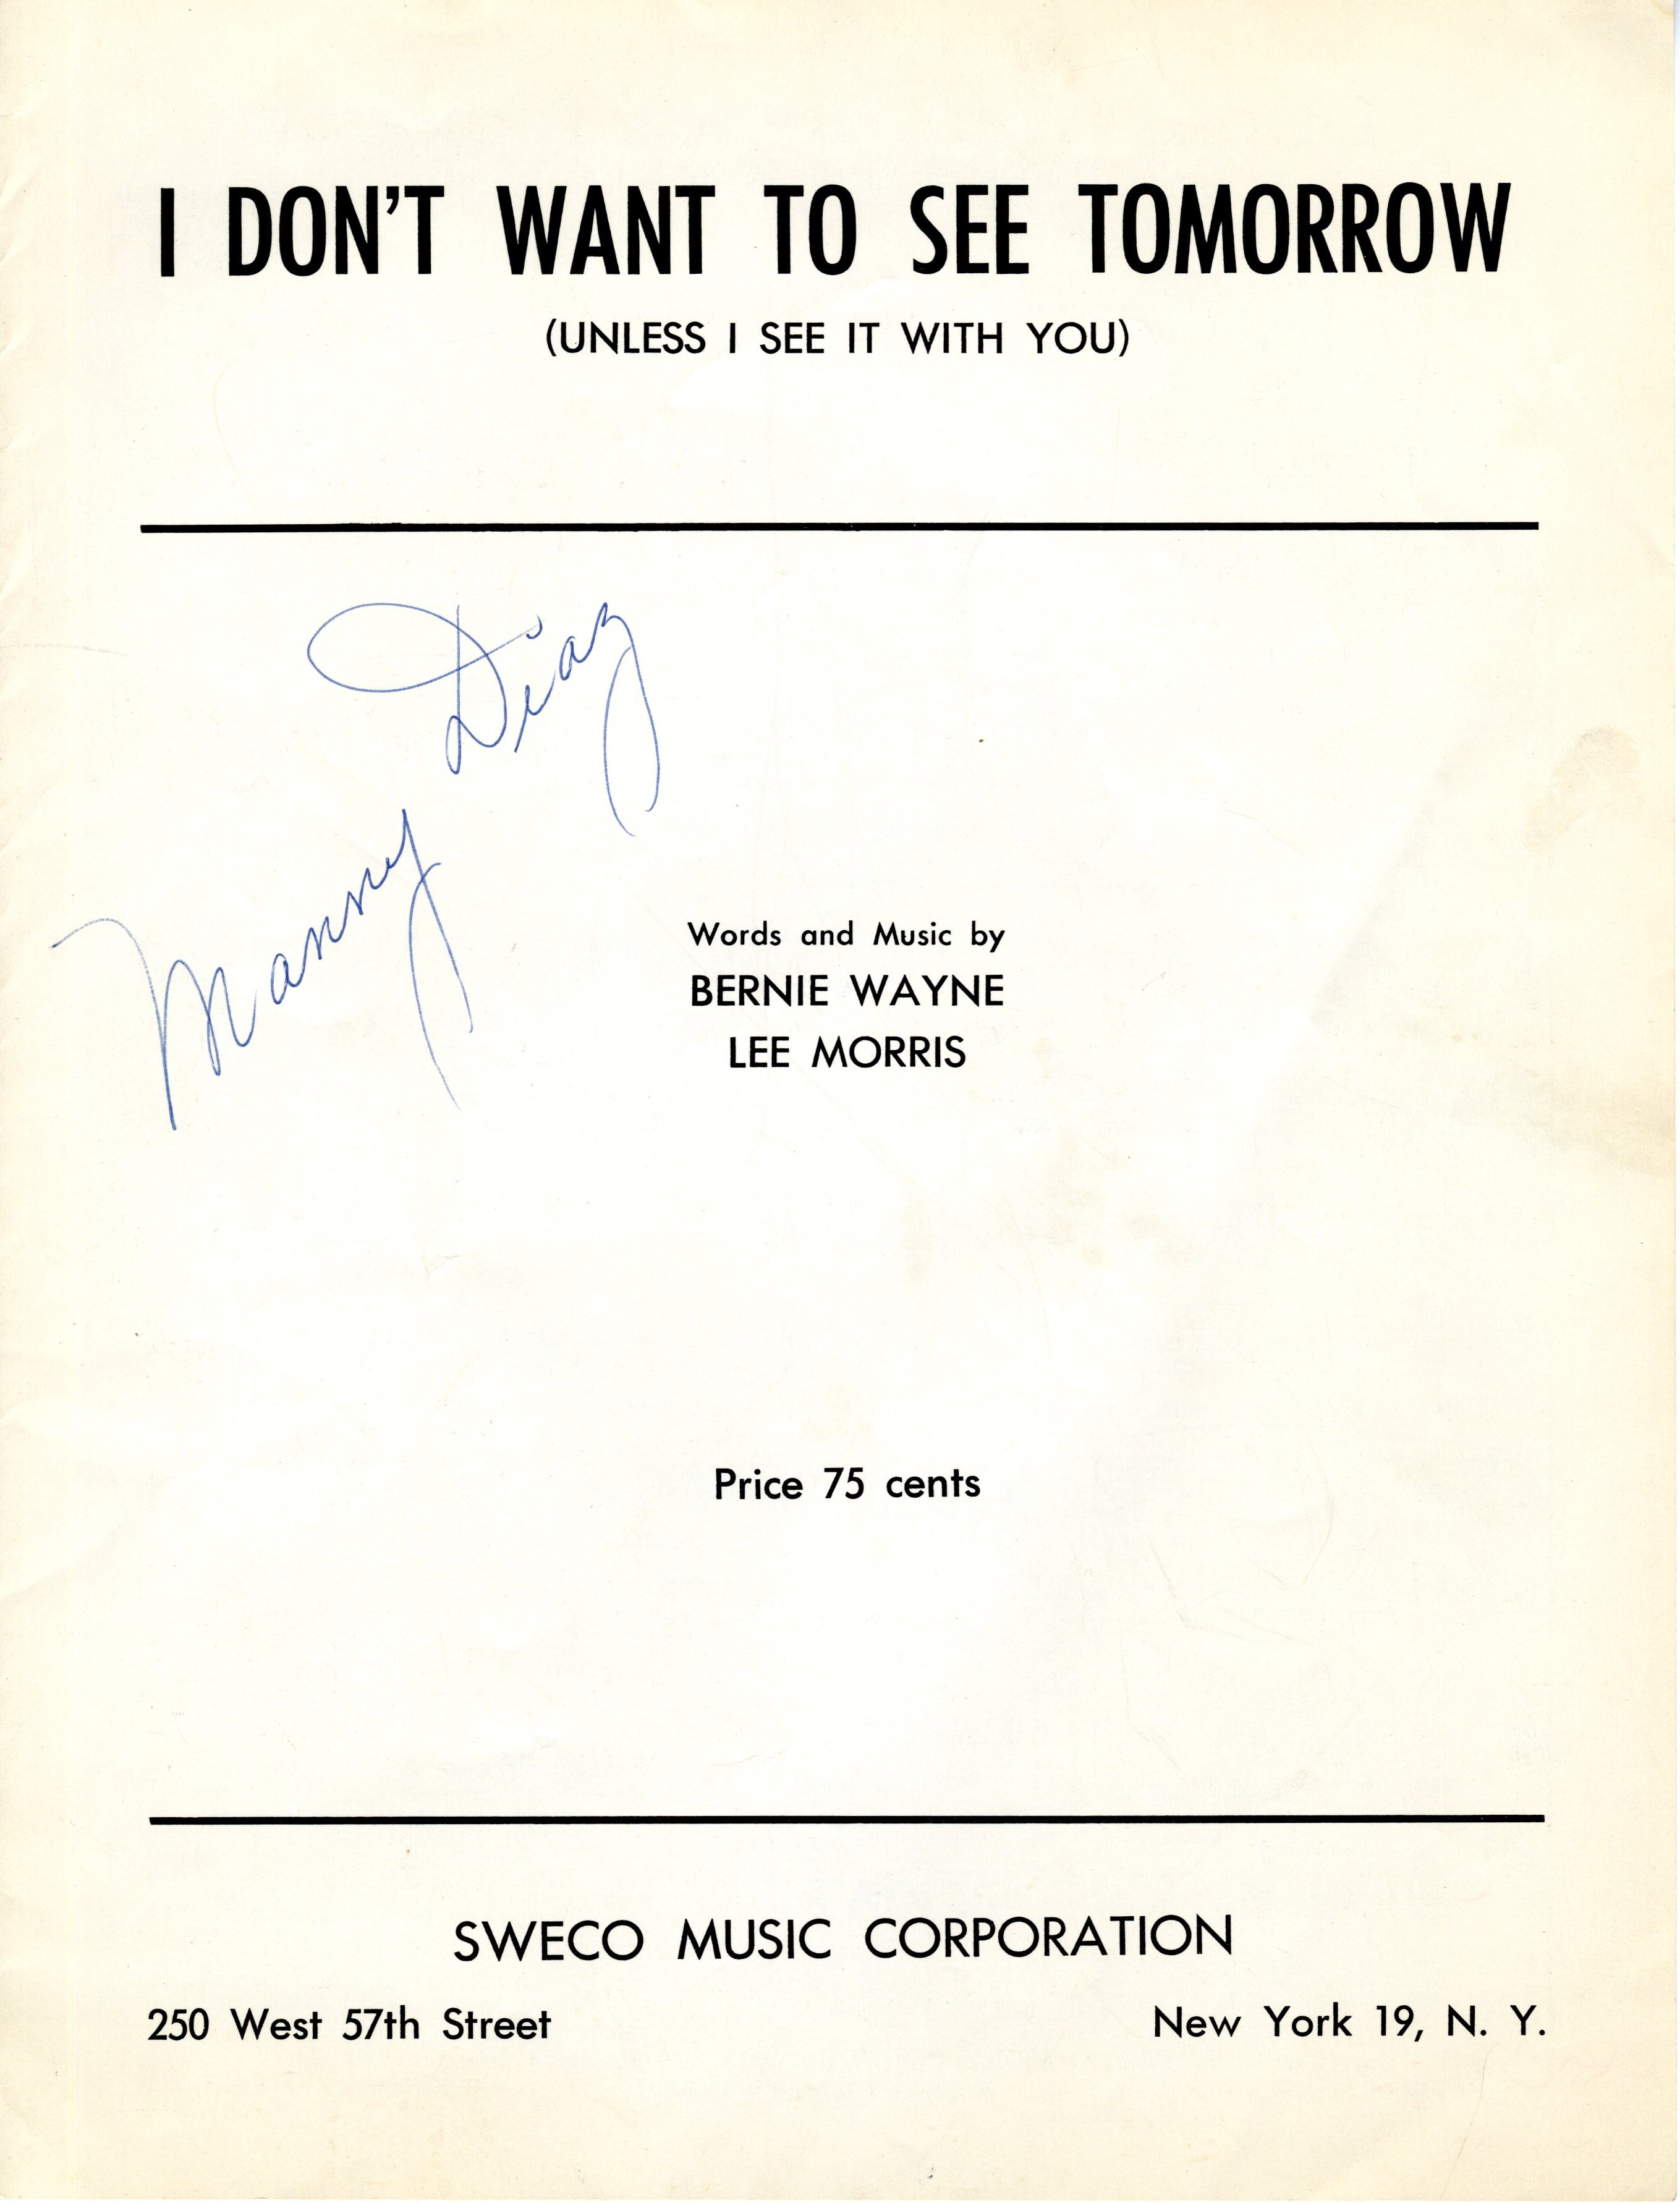 I DON'T WANT TO SEE TOMORROW
(UNLESS I SEE IT WITH YOU)
Manny Diaz
Words and Music by
BERNIE WAYNE
LEE MORRIS
Price 75 cents
SWECO MUSIC CORPORATION
250 West 57th Street New York 19, N. Y.